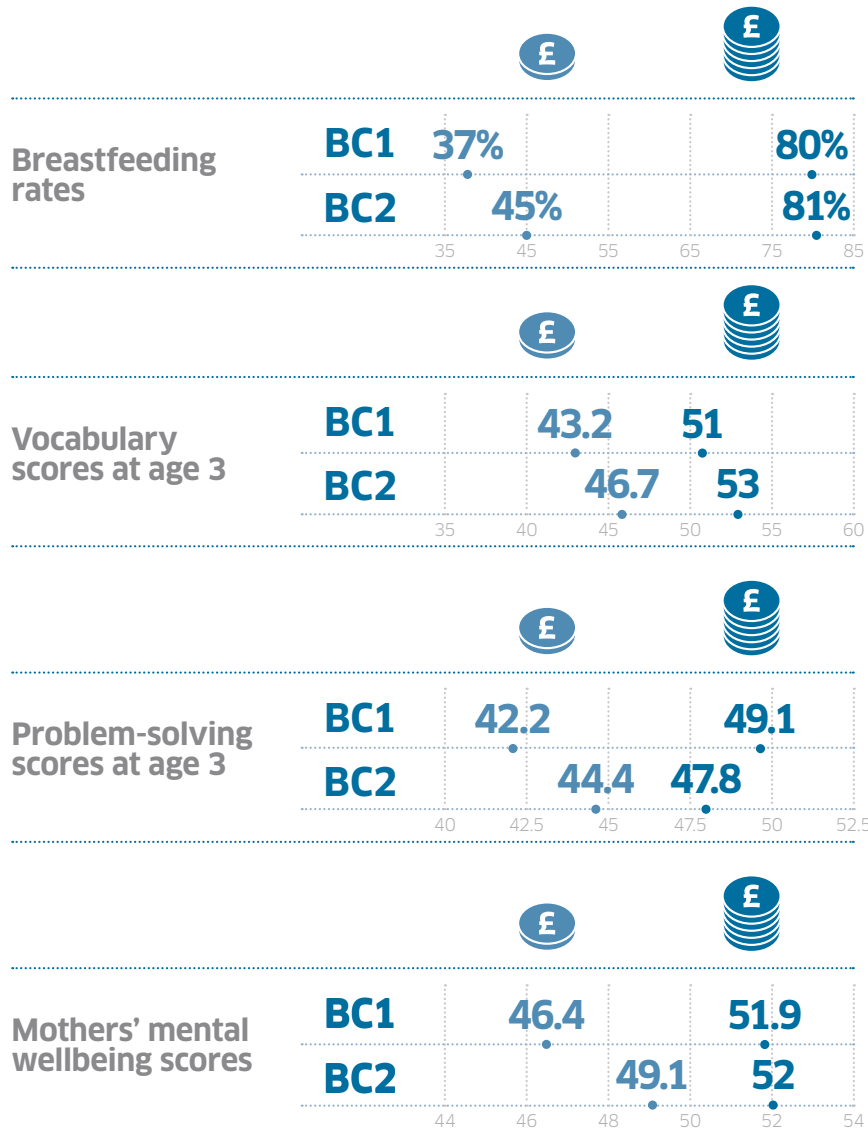 £ £
Breastfeeding
rates
BC1 37% 80%
BC2 45% 81%
35 45 55 65 75 85
£ £
Vocabulary
scores at age 3
BC1 43.2 51
BC2 46.7 53
35 40 45 50 55 60
£ £
Problem-solving
scores at age 3
BC1 42.2 49.1
BC2 44.4 47.8
40 42.5 45 47.5 50 52.5
£ £
Mothers’ mental
wellbeing scores
BC1 46.4 51.9
BC2 49.1 52
44 46 48 50 52 54